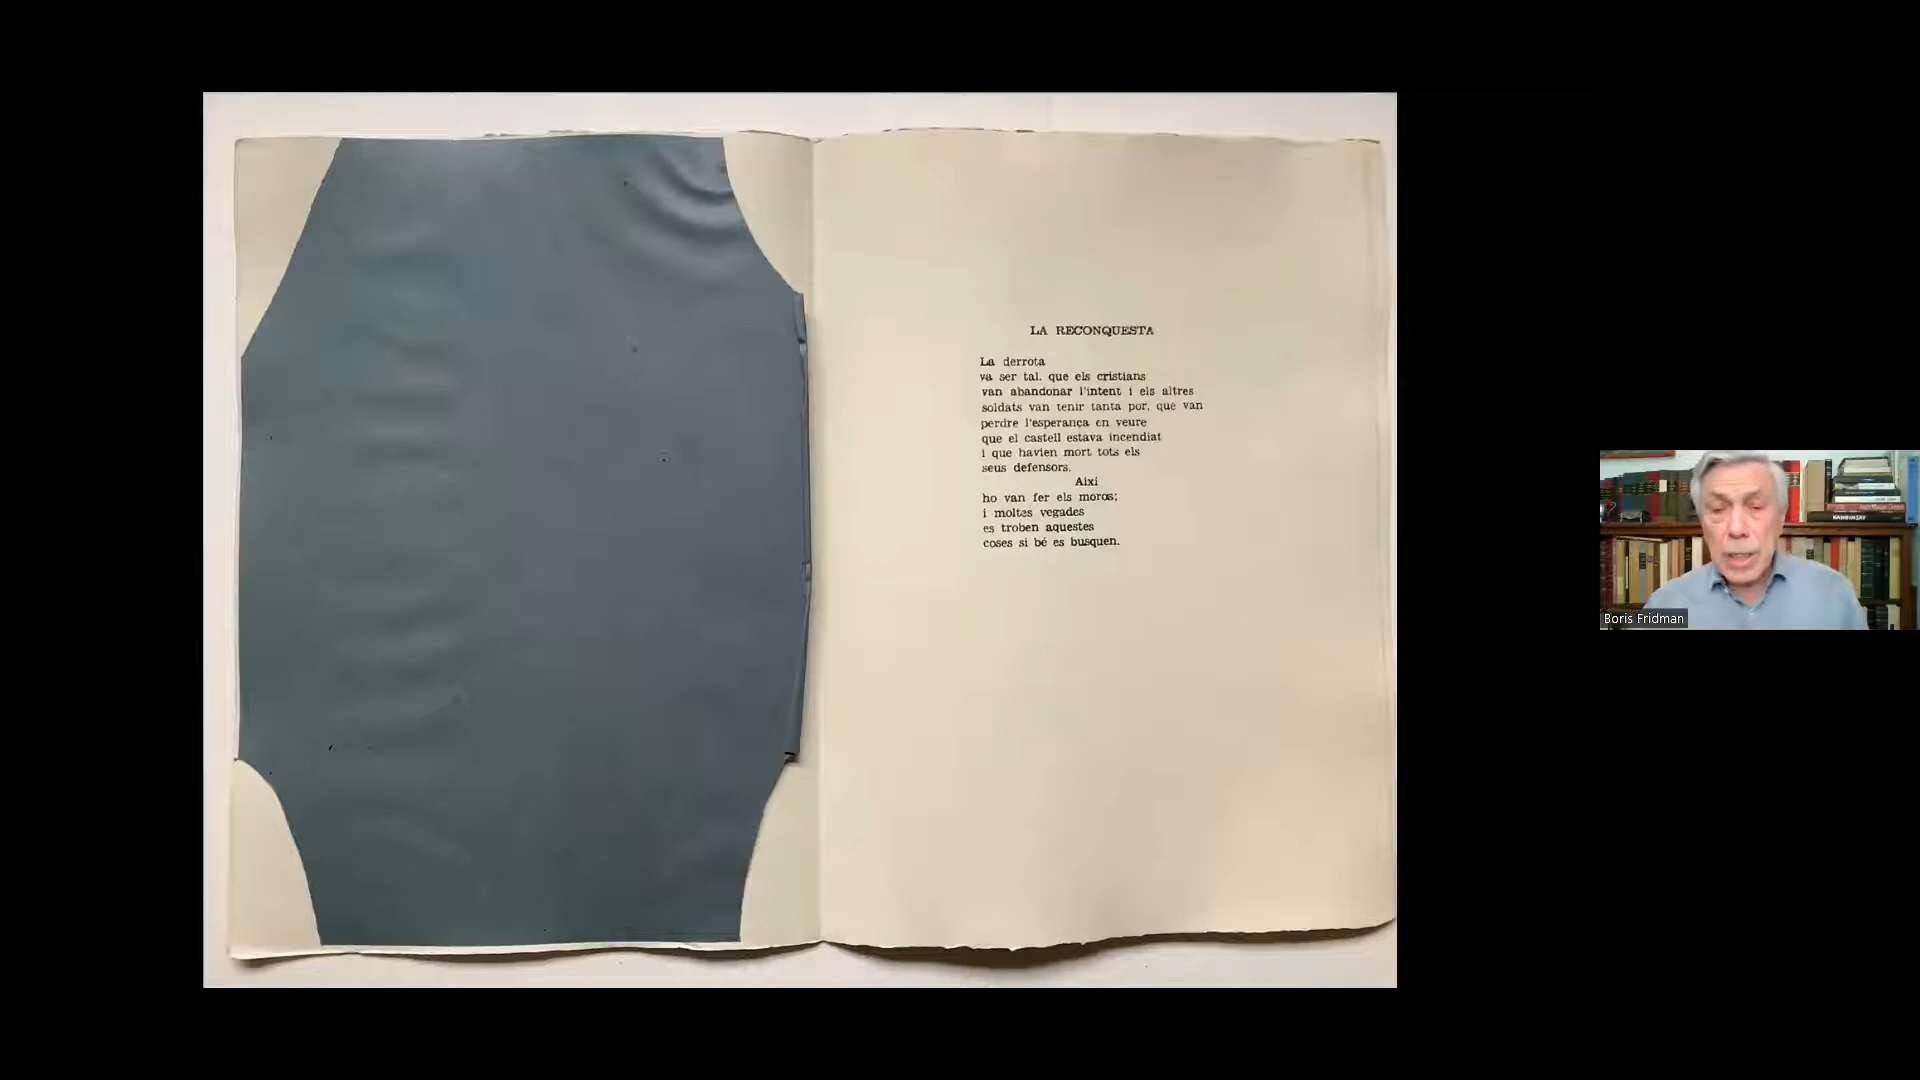 LA RECONQUESTA
La derrota
va ser tal. que els cristians
van abandonar l'intent i els altres
soldats van tenir tanta por, que van
perdre l'esperança en veure
que el castell estava incendiat
i que havien mort tots els
seus defensors.
Aixi
ho van fer els moros;
i moltes vegades
es troben aquestes
coses si bé es busquen.
KANDINSKY
Boris Fridman